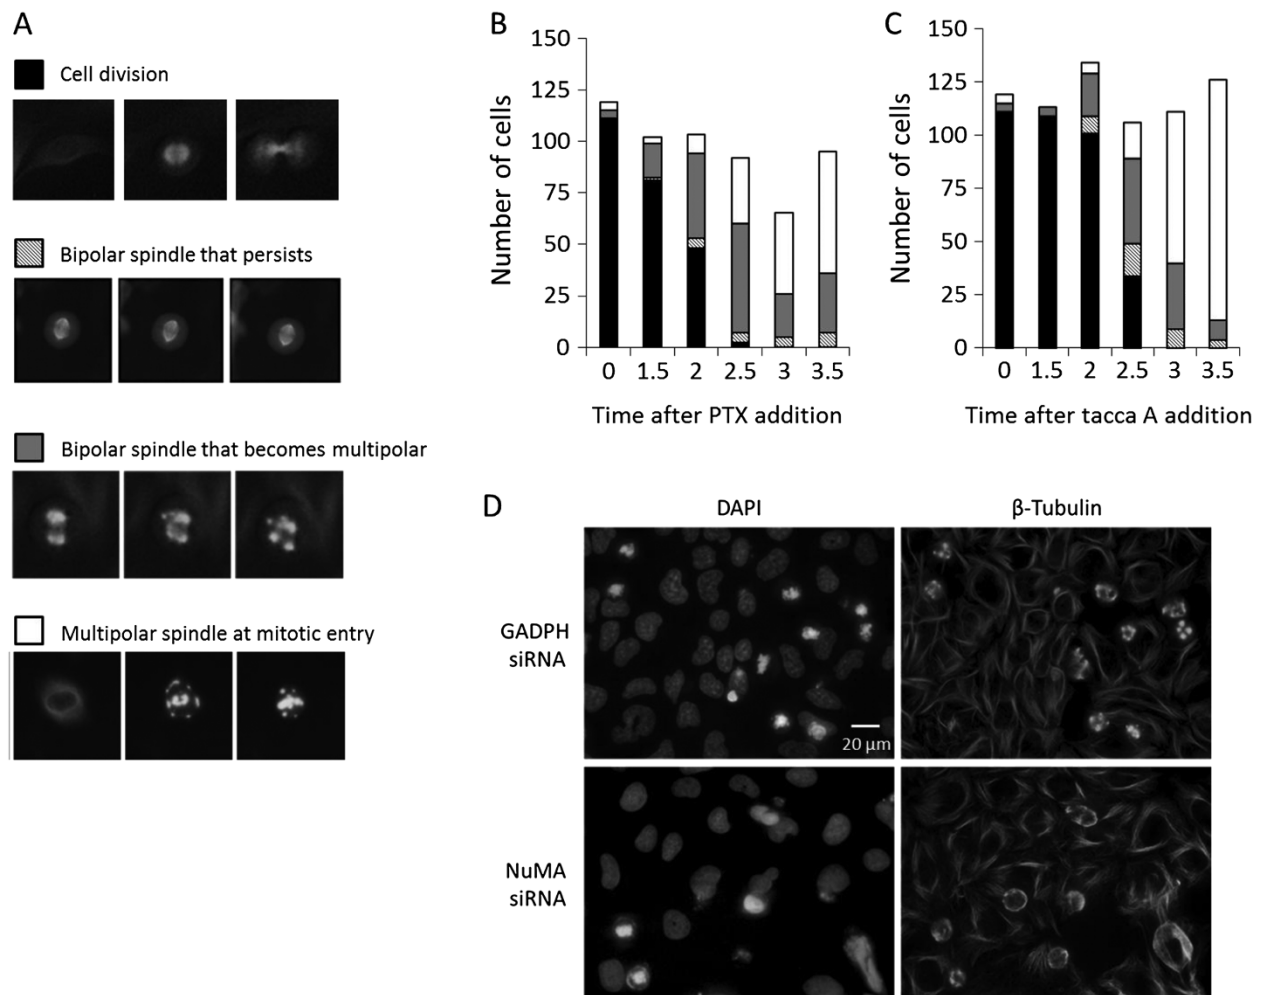 A
Cell division
Bipolar spindle that persists
Bipolar spindle that becomes multipolar
Multipolar spindle at mitotic entry
B
150
125
100
75
50
25
0
Number of cells
0 1.5 2 2.5 3 3.5
Time after PTX addition
C
150
125
100
75
50
25
0
Number of cells
0 1.5 2 2.5 3 3.5
Time after tacca A addition
D
DAPI
β-Tubulin
GADPH
siRNA
20 µm
NuMA
siRNA